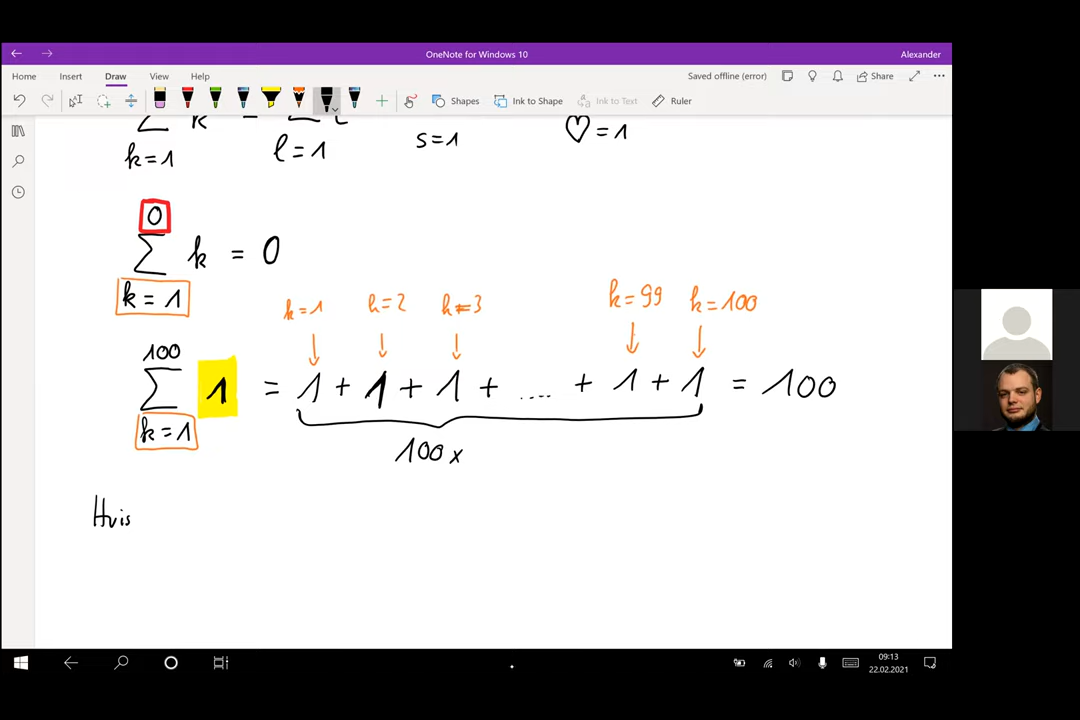 OneNote for Windows 10
Alexander
Home Insert Draw View Help
Saved offline (error) Share
Shapes Ink to Shape Ink to Text Ruler
∑ k = ∑ l
k=1 l=1 s=1 ♡=1
0
∑ k = 0
k=1
k=1 k=2 k=3 k=99 k=100
100
∑ 1 = 1 + 1 + 1 + .... + 1 + 1 = 100
k=1
100 x
Hvis
09:13
22.02.2021